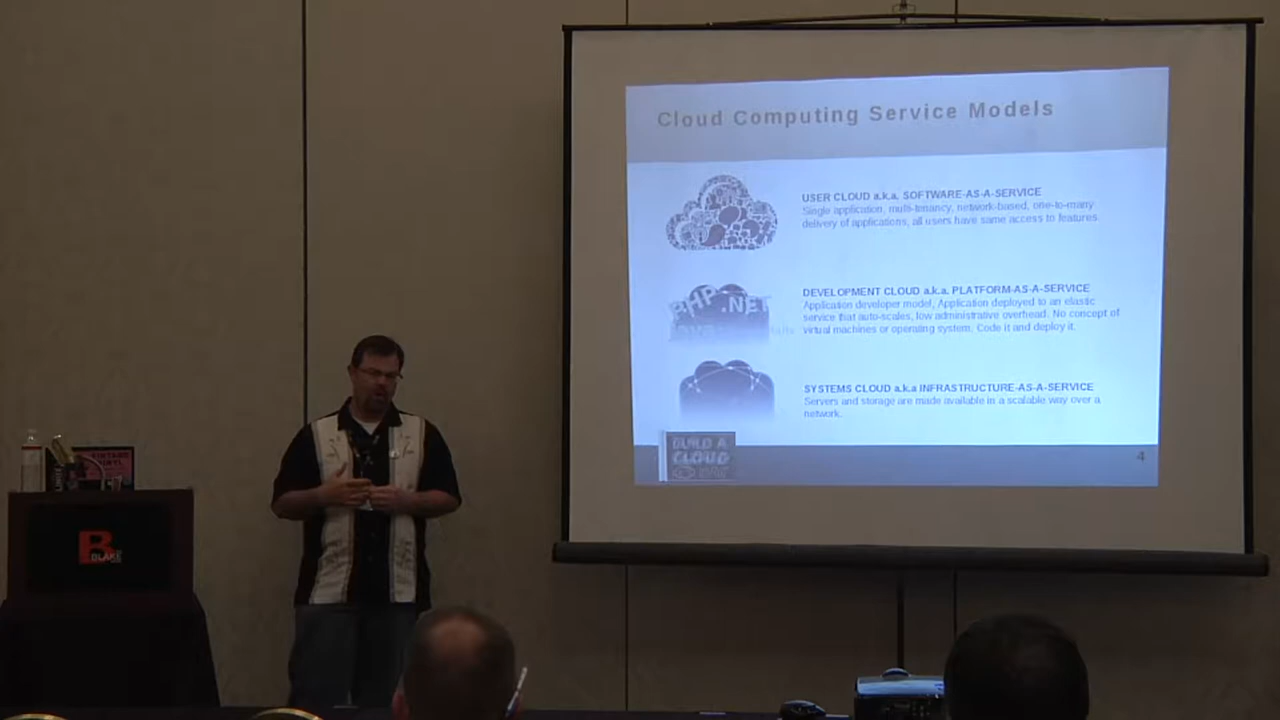 Cloud Computing Service Models
USER CLOUD a.k.a. SOFTWARE-AS-A-SERVICE
Single application, multi-tenancy, network-based, one-to-many
delivery of applications, all users have same access to features.
PHP .NET
DEVELOPMENT CLOUD a.k.a. PLATFORM-AS-A-SERVICE
Application developer model, Application deployed to an elastic
service that auto-scales, low administrative overhead. No concept of
virtual machines or operating system. Code it and deploy it.
SYSTEMS CLOUD a.k.a INFRASTRUCTURE-AS-A-SERVICE
Servers and storage are made available in a scalable way over a
network.
BUILD A
CLOUD
4
B
BLAKE